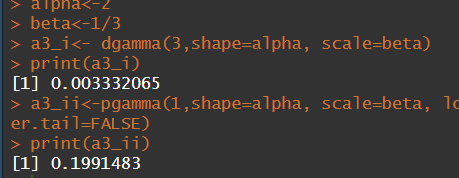 > alpha<-2
> beta<-1/3
> a3_i<- dgamma(3,shape=alpha, scale=beta)
> print(a3_i)
[1] 0.003332065
> a3_ii<-pgamma(1,shape=alpha, scale=beta, low
er.tail=FALSE)
> print(a3_ii)
[1] 0.1991483